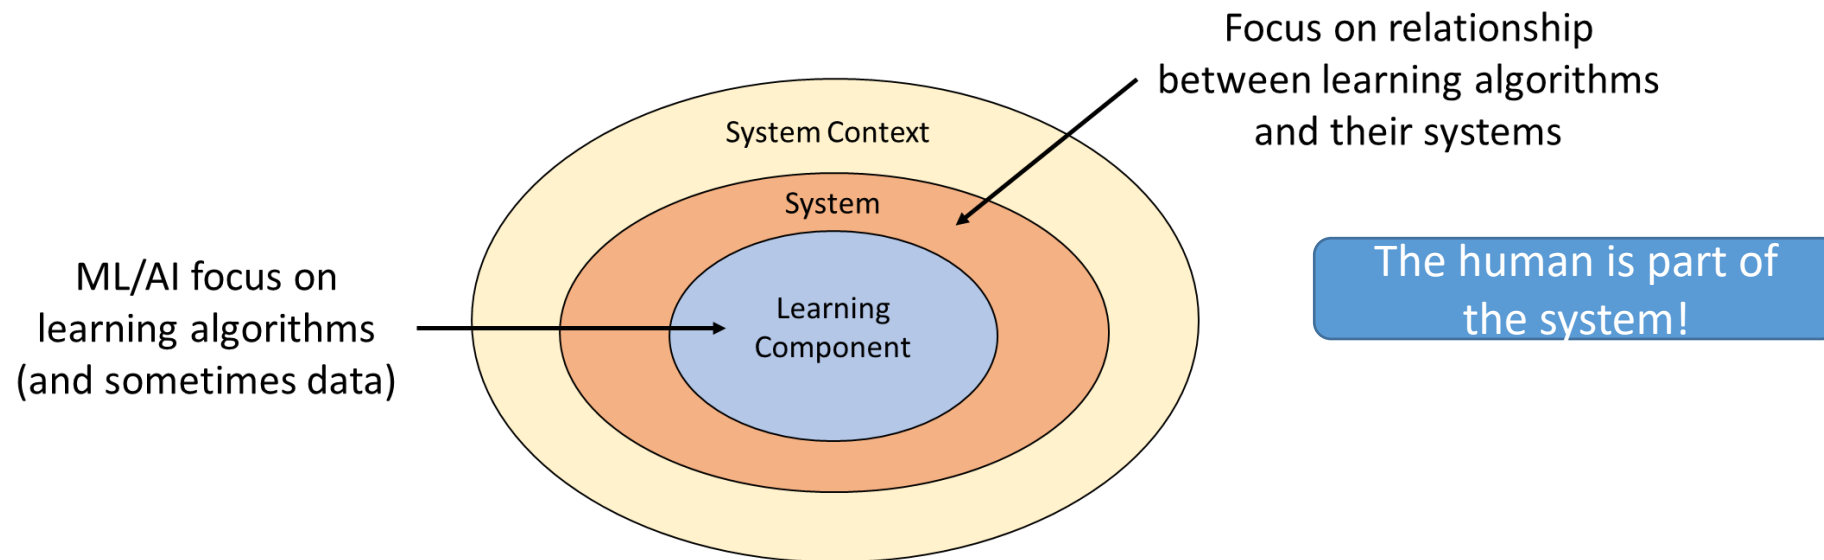 Focus on relationship
between learning algorithms
and their systems
System Context
System
Learning
Component
ML/AI focus on
learning algorithms
(and sometimes data)
The human is part of
the system!